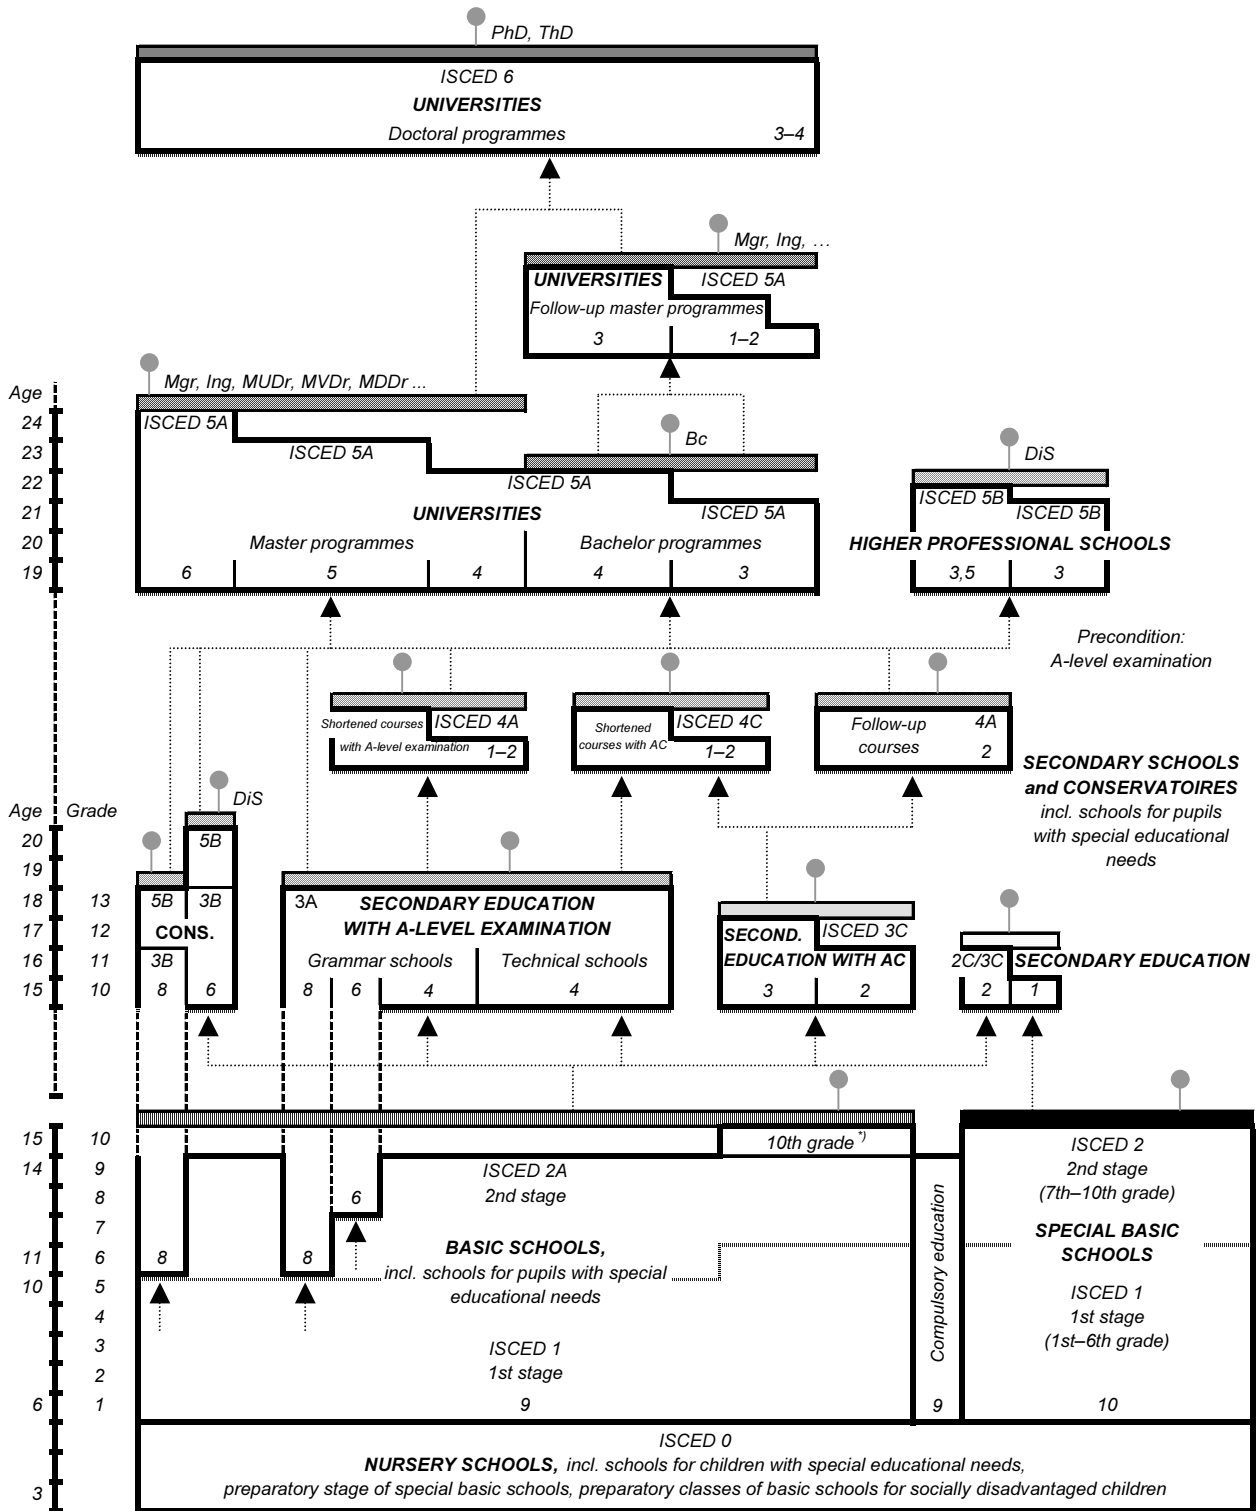 PhD, ThD
ISCED 6
UNIVERSITIES
Doctoral programmes 3–4
Mgr, Ing, …
UNIVERSITIES ISCED 5A
Follow-up master programmes
3 1–2
Mgr, Ing, MUDr, MVDr, MDDr ...
Age
24 ISCED 5A
23 ISCED 5A Bc DiS
22 ISCED 5A ISCED 5B
21 UNIVERSITIES ISCED 5A ISCED 5B
20 Master programmes Bachelor programmes HIGHER PROFESSIONAL SCHOOLS
19 6 5 4 4 3 3,5 3
Precondition:
A-level examination
Shortened courses ISCED 4A
with A-level examination 1–2
Shortened ISCED 4C
courses with AC 1–2
Follow-up 4A
courses 2
SECONDARY SCHOOLS
and CONSERVATOIRES
incl. schools for pupils
with special educational
needs
Age Grade DiS
20 5B
19
18 13 5B 3B 3A SECONDARY EDUCATION
17 12 CONS. WITH A-LEVEL EXAMINATION SECOND. ISCED 3C
16 11 3B Grammar schools Technical schools EDUCATION WITH AC 2C/3C SECONDARY EDUCATION
15 10 8 6 8 6 4 4 3 2 2 1
15 10 10th grade *) ISCED 2
14 9 ISCED 2A 2nd stage
8 6 2nd stage (7th–10th grade)
7 SPECIAL BASIC
11 6 8 8 BASIC SCHOOLS, SCHOOLS
10 5 incl. schools for pupils with special
educational needs ISCED 1
4 1st stage
3 ISCED 1 (1st–6th grade)
2 1st stage
Compulsory education
6 1 9 9 10
ISCED 0
NURSERY SCHOOLS, incl. schools for children with special educational needs,
3 preparatory stage of special basic schools, preparatory classes of basic schools for socially disadvantaged children